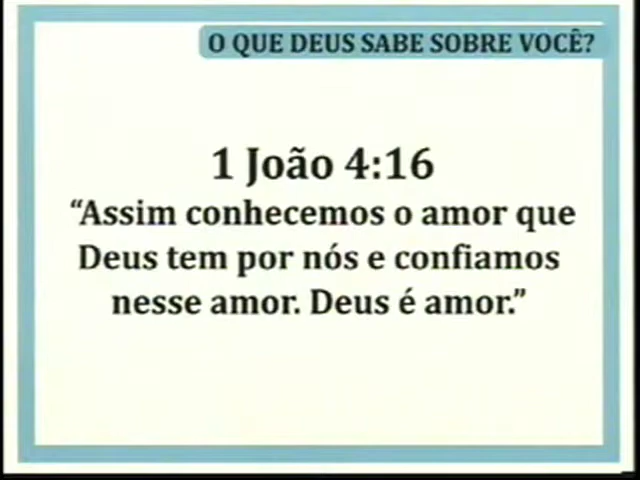 O QUE DEUS SABE SOBRE VOCÊ?
1 João 4:16
“Assim conhecemos o amor que
Deus tem por nós e confiamos
nesse amor. Deus é amor.”